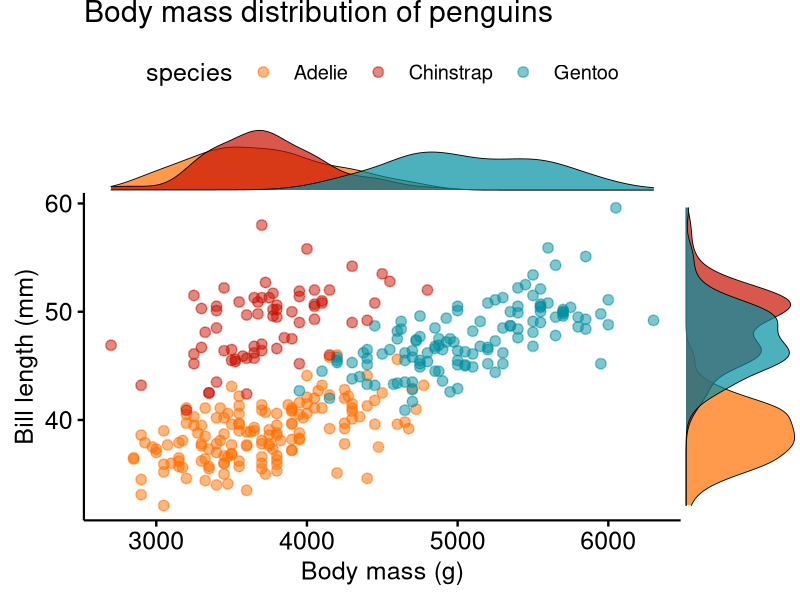 Body mass distribution of penguins
species Adelie Chinstrap Gentoo
60
50
40
Bill length (mm)
3000 4000 5000 6000
Body mass (g)